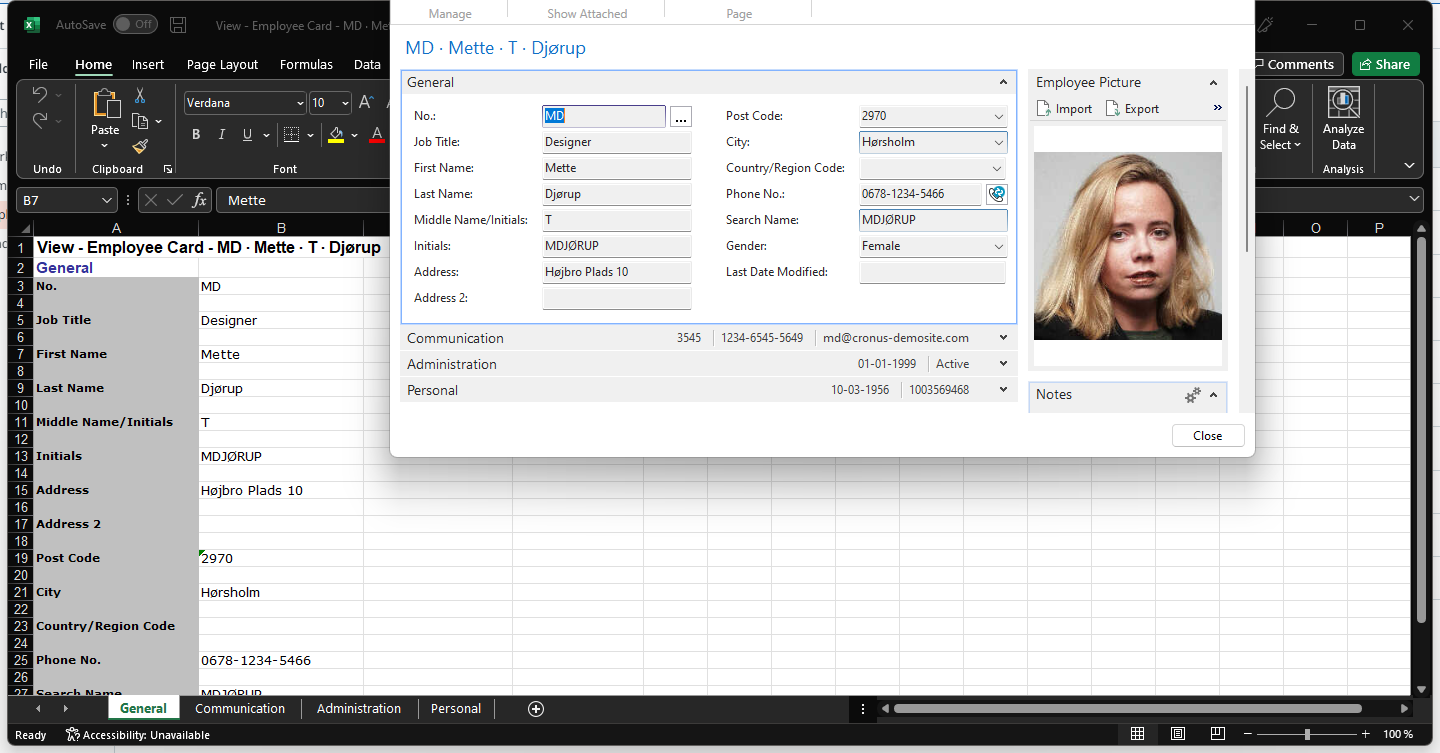 AutoSave Off View - Employee Card - MD · Me
Manage Show Attached Page
File Home Insert Page Layout Formulas Data
Comments Share
Verdana 10 A A
Paste
B I U A
Find & Select
Analyze Data
Undo Clipboard Font Analysis
B7 fx Mette
A B O P
1 View - Employee Card - MD · Mette · T · Djørup
2 General
3 No. MD
4
5 Job Title Designer
6
7 First Name Mette
8
9 Last Name Djørup
10
11 Middle Name/Initials T
12
13 Initials MDJØRUP
14
15 Address Højbro Plads 10
16
17 Address 2
18
19 Post Code 2970
20
21 City Hørsholm
22
23 Country/Region Code
24
25 Phone No. 0678-1234-5466
26
27 Search Name MDJØRUP
MD · Mette · T · Djørup
General
No.: MD ...
Job Title: Designer
First Name: Mette
Last Name: Djørup
Middle Name/Initials: T
Initials: MDJØRUP
Address: Højbro Plads 10
Address 2:
Post Code: 2970
City: Hørsholm
Country/Region Code:
Phone No.: 0678-1234-5466
Search Name: MDJØRUP
Gender: Female
Last Date Modified:
Communication 3545 1234-6545-5649 md@cronus-demosite.com
Administration 01-01-1999 Active
Personal 10-03-1956 1003569468
Employee Picture
Import Export »
Notes
Close
General Communication Administration Personal
Ready Accessibility: Unavailable 100 %